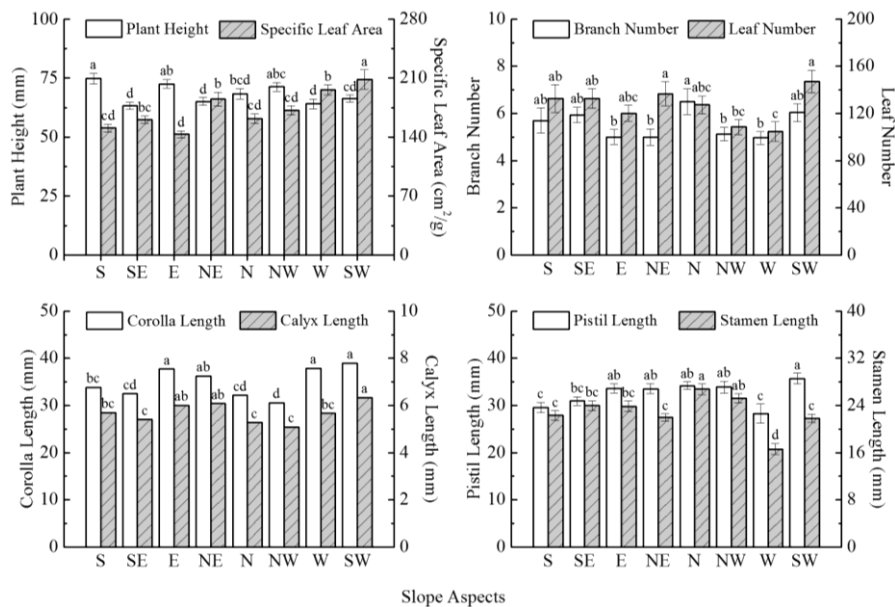 Plant Height Specific Leaf Area
Plant Height (mm)
100
75
50
25
0
a d ab d bcd abc d cd
cd bc d ab cd bc ab a
280
210
140
70
0
Specific Leaf Area (cm²/g)
S SE E NE N NW W SW
Branch Number Leaf Number
Branch Number
10
8
6
4
2
0
ab ab b b a b b ab
ab ab abc a abc bc c a
200
160
120
80
40
0
Leaf Number
S SE E NE N NW W SW
Corolla Length Calyx Length
Corolla Length (mm)
50
40
30
20
10
0
bc cd a ab cd d a a
bc c ab ab c c bc a
10
8
6
4
2
0
Calyx Length (mm)
S SE E NE N NW W SW
Pistil Length Stamen Length
Pistil Length (mm)
50
40
30
20
10
0
c bc ab ab ab ab c a
c bc bc c a ab d c
40
32
24
16
8
0
Stamen Length (mm)
S SE E NE N NW W SW
Slope Aspects